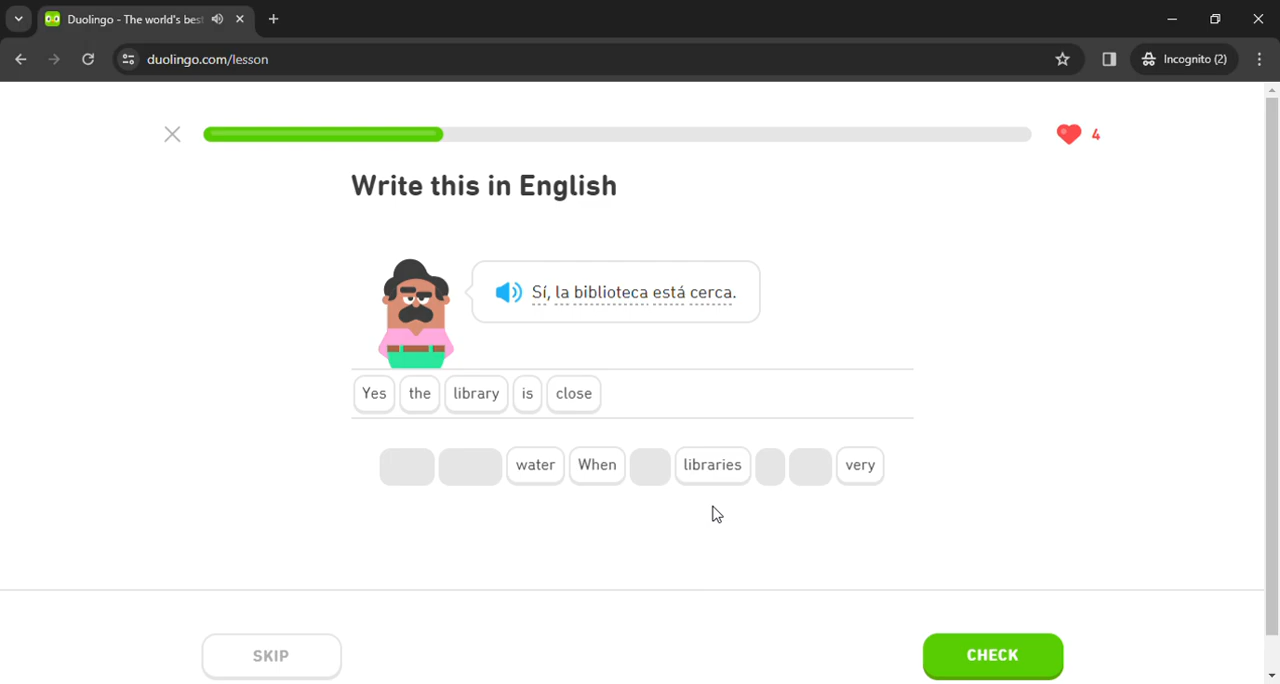 Duolingo - The world's bes
duolingo.com/lesson
Incognito (2)
4
Write this in English
Sí, la biblioteca está cerca.
Yes the library is close
water When libraries very
SKIP
CHECK